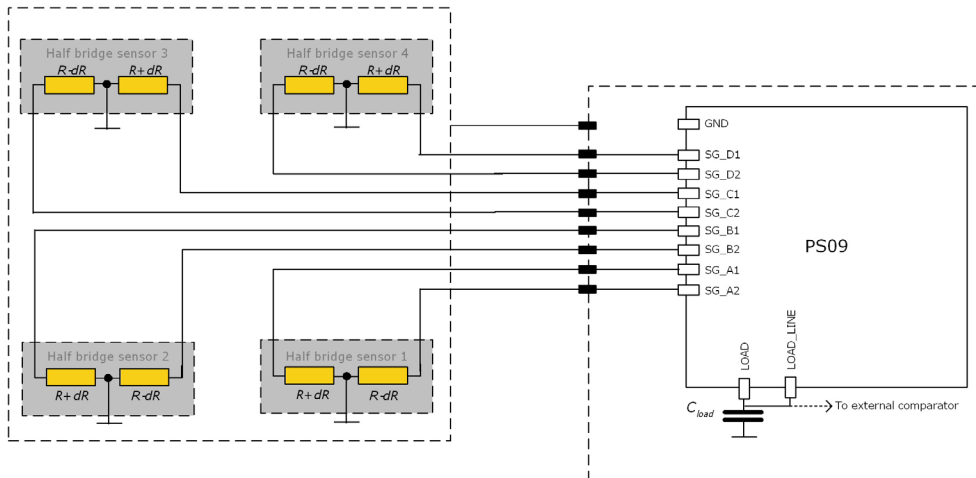 Half bridge sensor 3
R-dR R+dR
Half bridge sensor 4
R-dR R+dR
GND
SG_D1
SG_D2
SG_C1
SG_C2
SG_B1
SG_B2
SG_A1
SG_A2
PS09
LOAD
LOAD_LINE
Half bridge sensor 2
R+dR R-dR
Half bridge sensor 1
R+dR R-dR
Cload
To external comparator